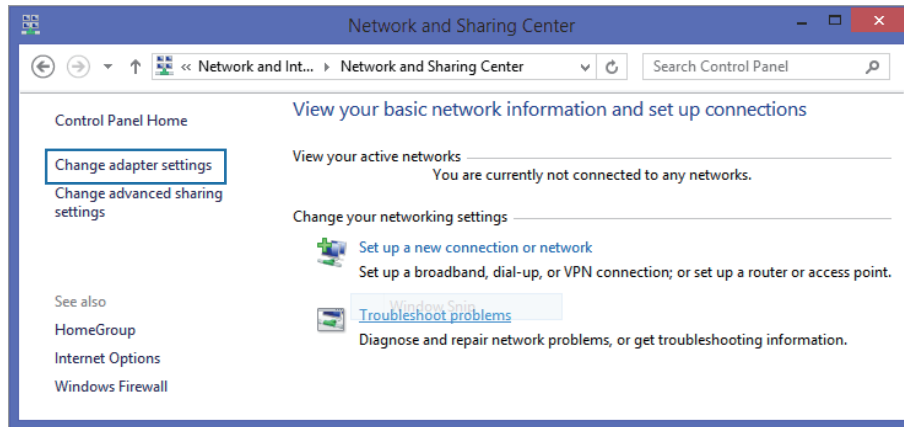 Network and Sharing Center
« Network and Int... Network and Sharing Center
Search Control Panel
Control Panel Home
Change adapter settings
Change advanced sharing
settings
See also
HomeGroup
Internet Options
Windows Firewall
View your basic network information and set up connections
View your active networks
You are currently not connected to any networks.
Change your networking settings
Set up a new connection or network
Set up a broadband, dial-up, or VPN connection; or set up a router or access point.
Window Snip
Troubleshoot problems
Diagnose and repair network problems, or get troubleshooting information.